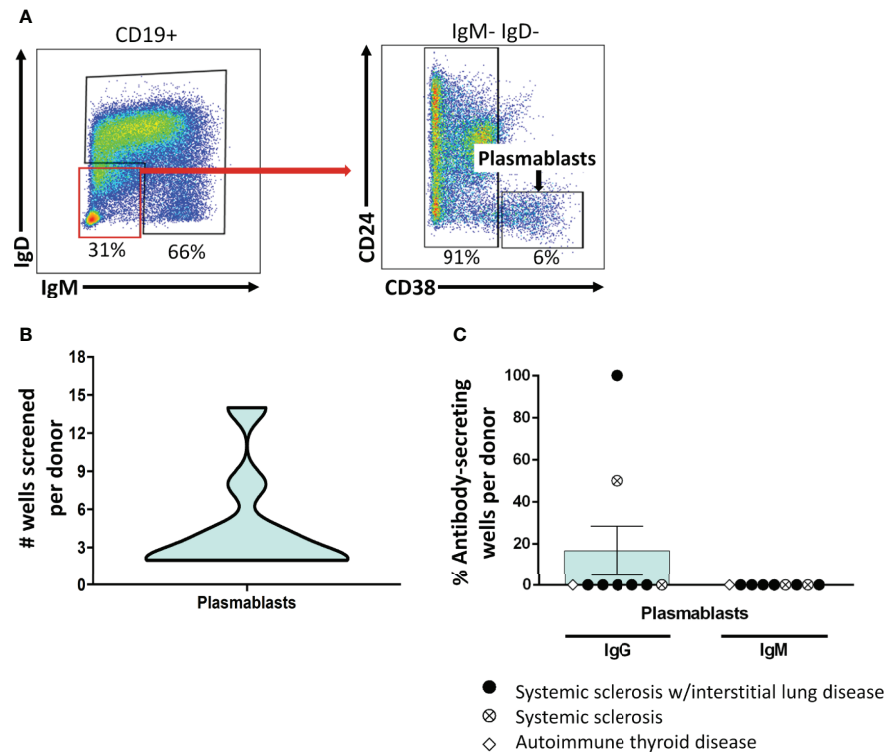 A
CD19+
IgM- IgD-
IgD
31%
66%
IgM
CD24
Plasmablasts
91%
6%
CD38
B
# wells screened
per donor
18
15
12
9
6
3
0
Plasmablasts
C
% Antibody-secreting
wells per donor
100
80
60
40
20
0
Plasmablasts
IgG
IgM
Systemic sclerosis w/interstitial lung disease
Systemic sclerosis
Autoimmune thyroid disease